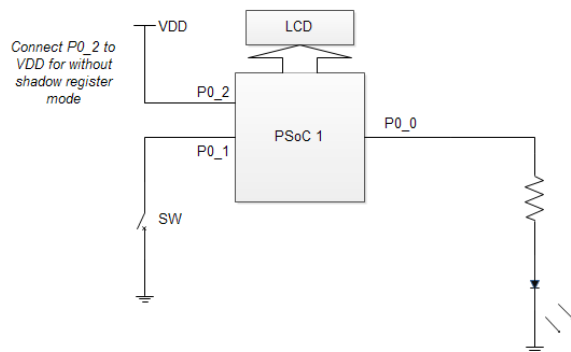 VDD
LCD
Connect P0_2 to
VDD for without
shadow register
mode
P0_2
PSoC 1
P0_0
P0_1
SW